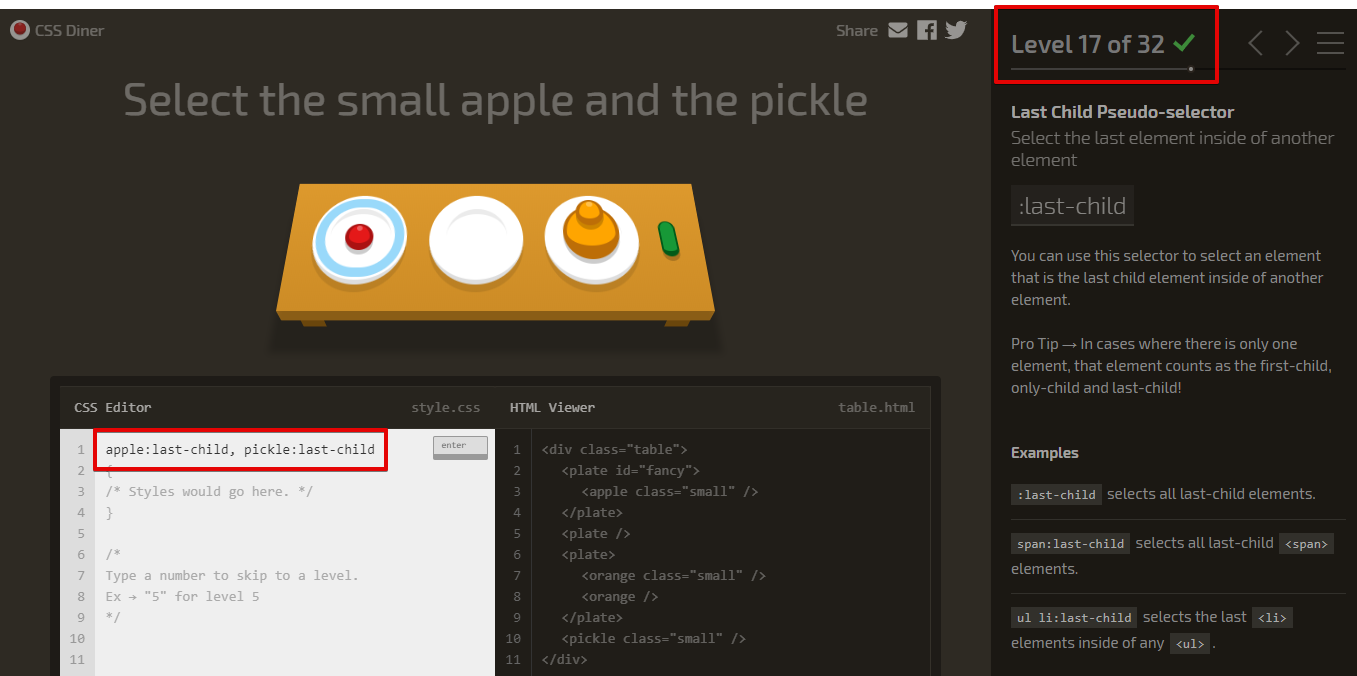 CSS Diner
Share
Select the small apple and the pickle
CSS Editor
style.css
1 apple:last-child, pickle:last-child
enter
2 {
3 /* Styles would go here. */
4 }
5
6 /*
7 Type a number to skip to a level.
8 Ex → "5" for level 5
9 */
10
11
HTML Viewer
table.html
1 <div class="table">
2 <plate id="fancy">
3 <apple class="small" />
4 </plate>
5 <plate />
6 <plate>
7 <orange class="small" />
8 <orange />
9 </plate>
10 <pickle class="small" />
11 </div>
Level 17 of 32
Last Child Pseudo-selector
Select the last element inside of another
element
:last-child
You can use this selector to select an element
that is the last child element inside of another
element.
Pro Tip → In cases where there is only one
element, that element counts as the first-child,
only-child and last-child!
Examples
:last-child selects all last-child elements.
span:last-child selects all last-child <span>
elements.
ul li:last-child selects the last <li>
elements inside of any <ul>.